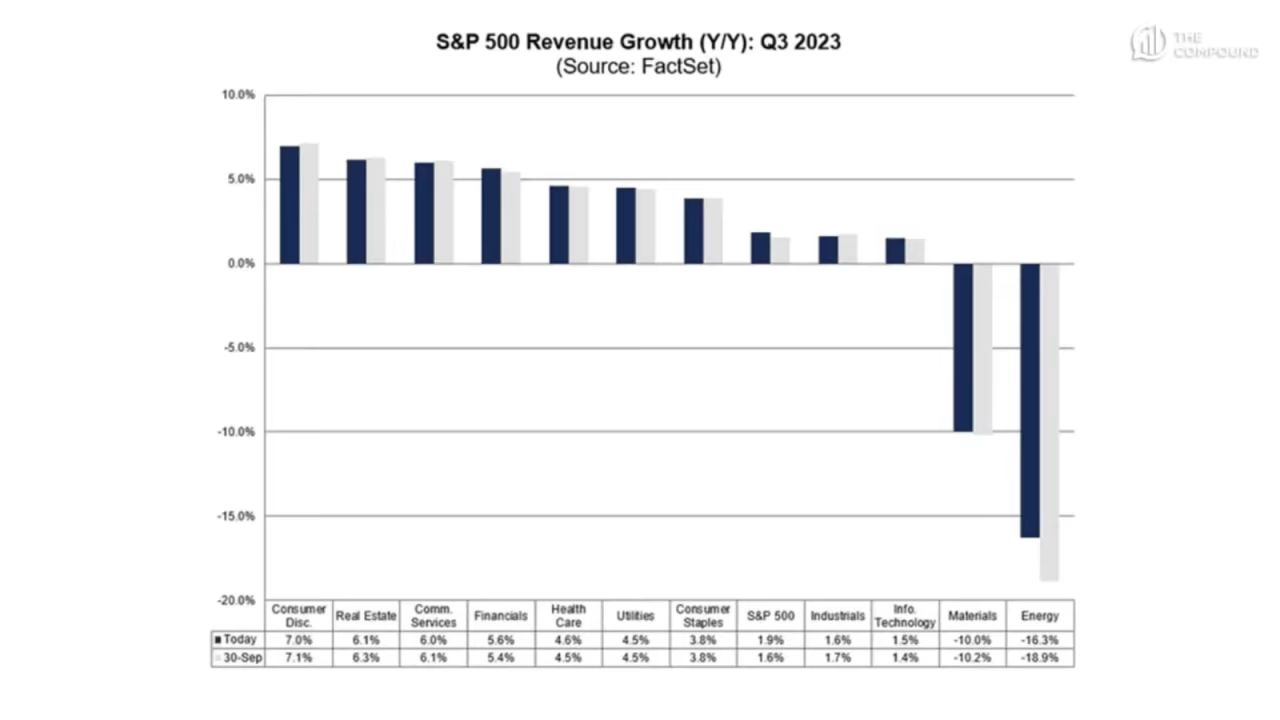 S&P 500 Revenue Growth (Y/Y): Q3 2023
(Source: FactSet)
THE
COMPOUND
10.0%
5.0%
0.0%
-5.0%
-10.0%
-15.0%
-20.0%
Consumer Disc. Real Estate Comm. Services Financials Health Care Utilities Consumer Staples S&P 500 Industrials Info. Technology Materials Energy
Today 7.0% 6.1% 6.0% 5.6% 4.6% 4.5% 3.8% 1.9% 1.6% 1.5% -10.0% -16.3%
30-Sep 7.1% 6.3% 6.1% 5.4% 4.5% 4.5% 3.8% 1.6% 1.7% 1.4% -10.2% -18.9%